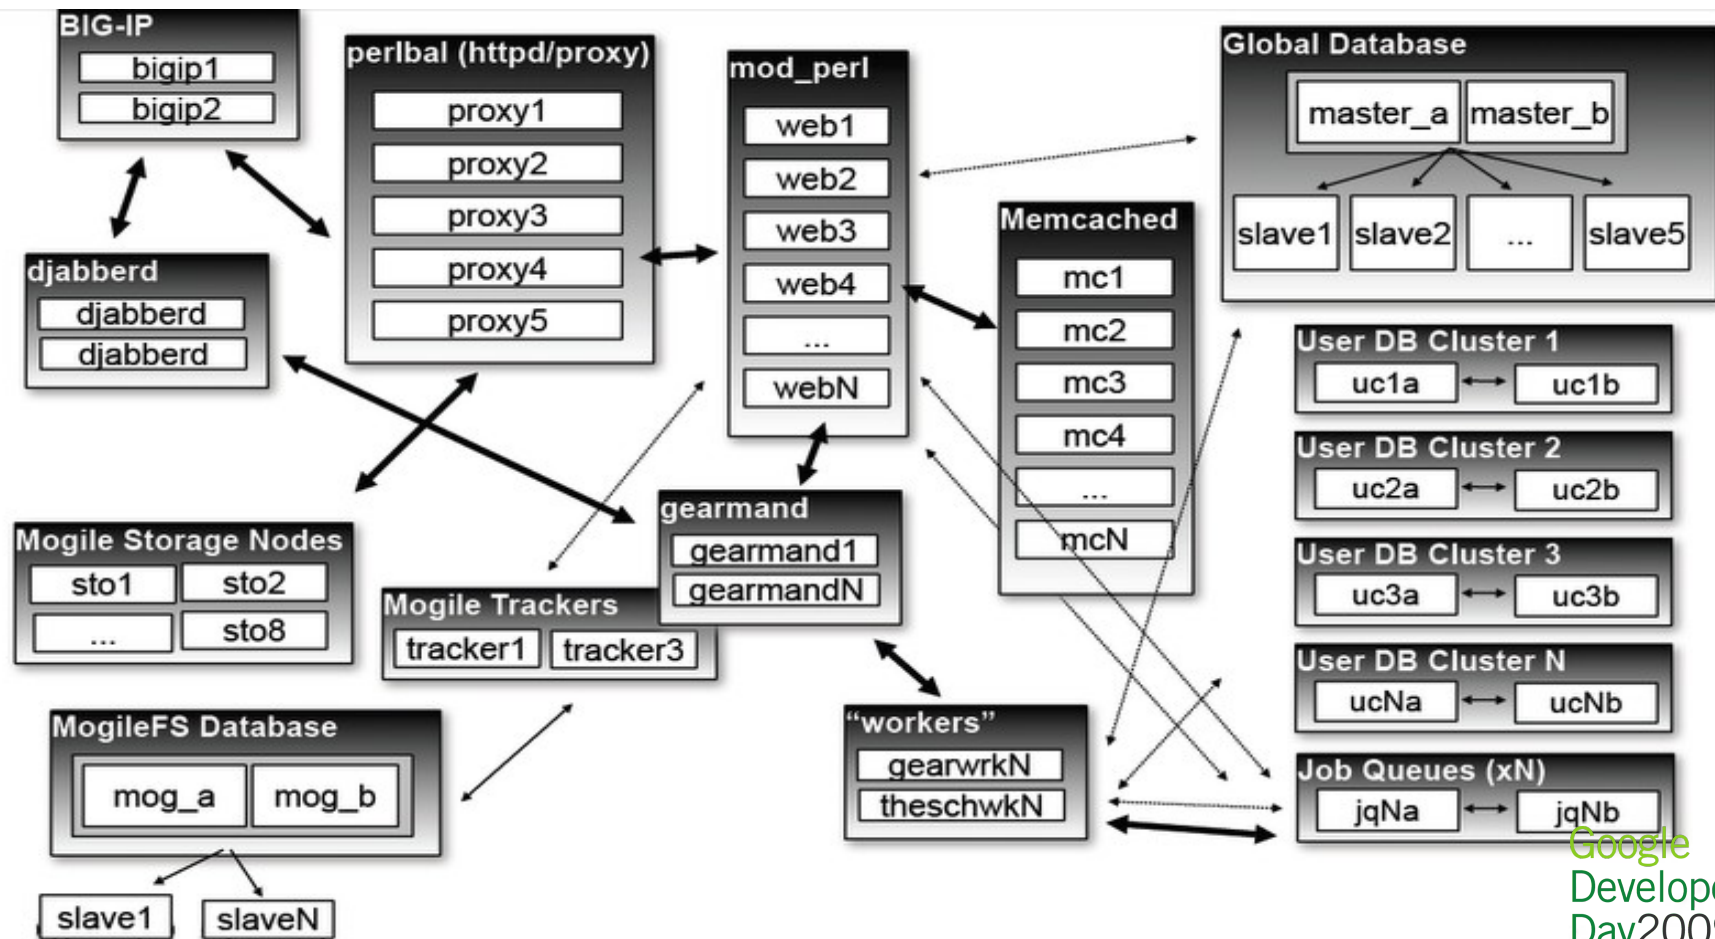 BIG-IP
bigip1
bigip2
perlbal (httpd/proxy)
proxy1
proxy2
proxy3
proxy4
proxy5
mod_perl
web1
web2
web3
web4
...
webN
Global Database
master_a
master_b
slave1
slave2
...
slave5
Memcached
mc1
mc2
mc3
mc4
...
mcN
djabberd
djabberd
djabberd
User DB Cluster 1
uc1a
uc1b
User DB Cluster 2
uc2a
uc2b
User DB Cluster 3
uc3a
uc3b
User DB Cluster N
ucNa
ucNb
Job Queues (xN)
jqNa
jqNb
gearmand
gearmand1
gearmandN
Mogile Storage Nodes
sto1
sto2
...
sto8
Mogile Trackers
tracker1
tracker3
“workers”
gearwrkN
theschwkN
MogileFS Database
mog_a
mog_b
slave1
slaveN
Google
Develope
Day2009